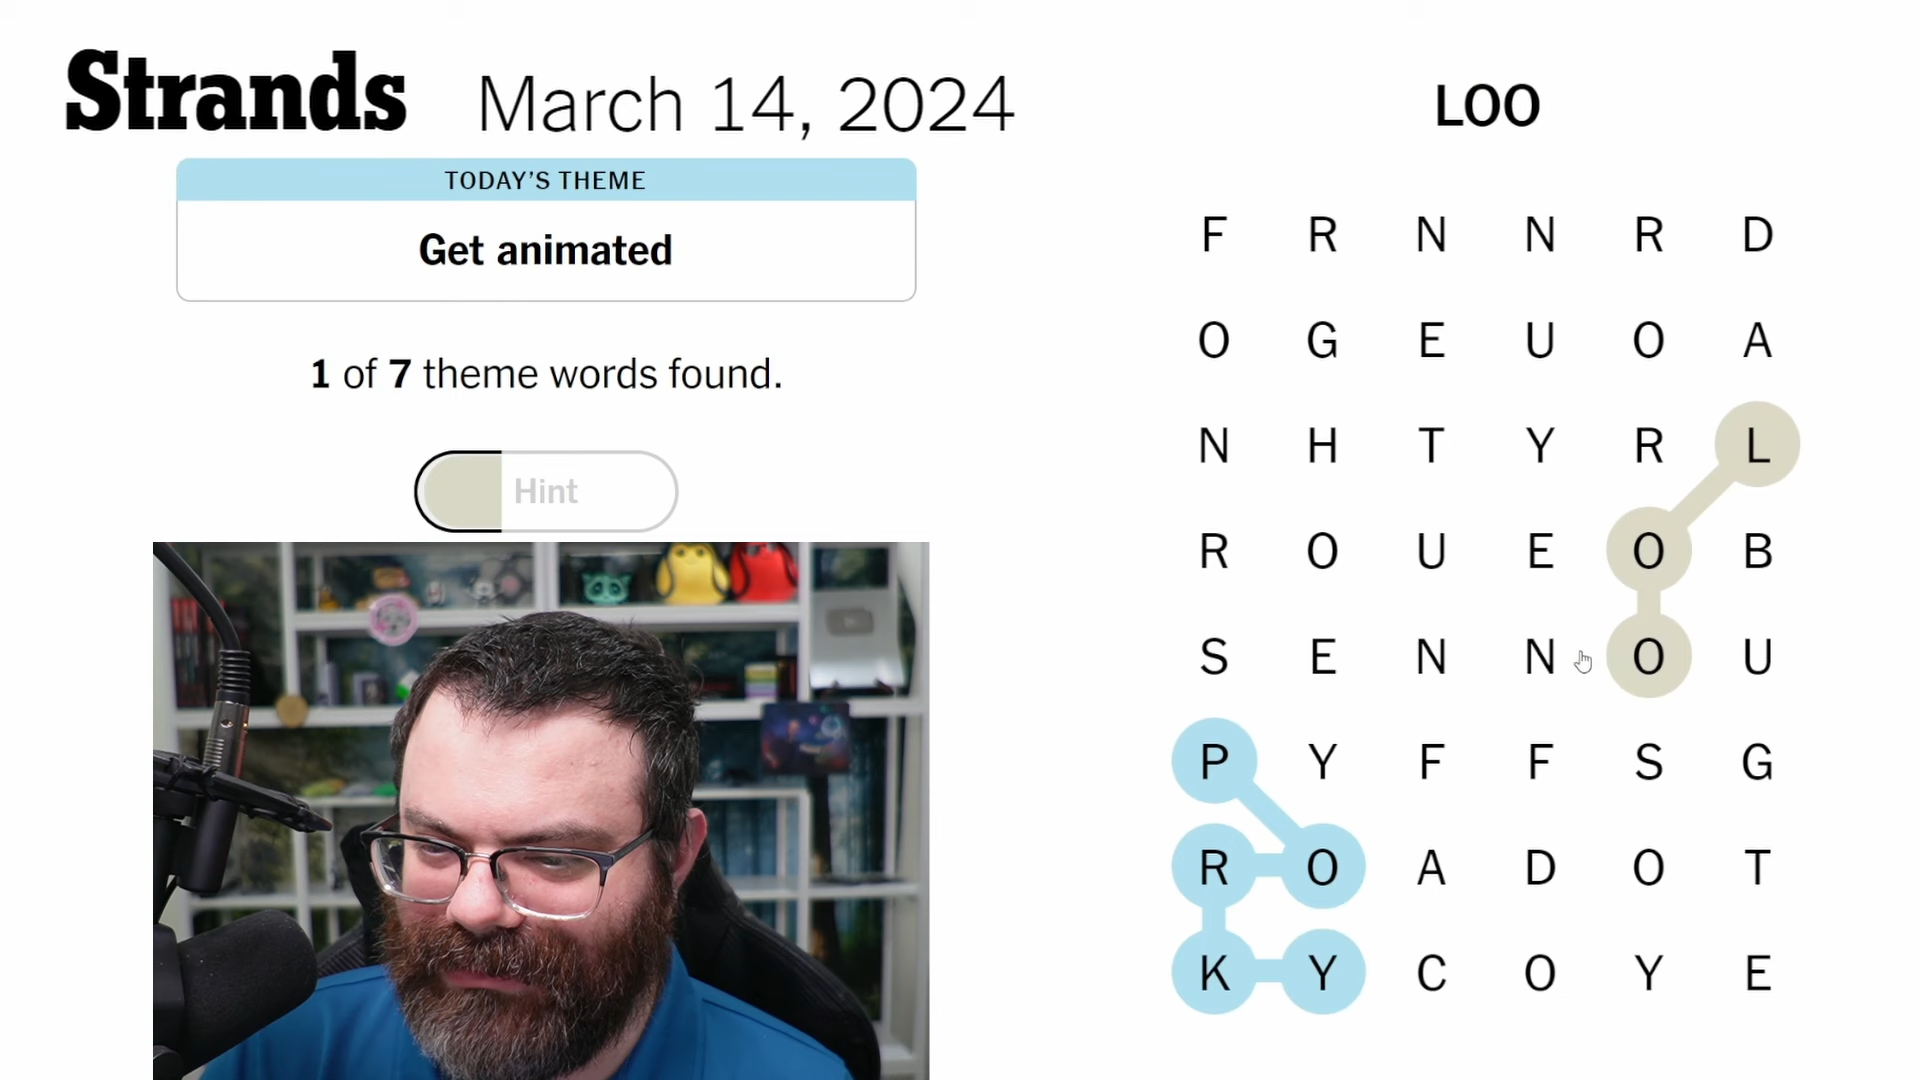 Strands March 14, 2024
TODAY'S THEME
Get animated
1 of 7 theme words found.
Hint
LOO
F R N N R D
O G E U O A
N H T Y R L
R O U E O B
S E N N O U
P Y F F S G
R O A D O T
K Y C O Y E